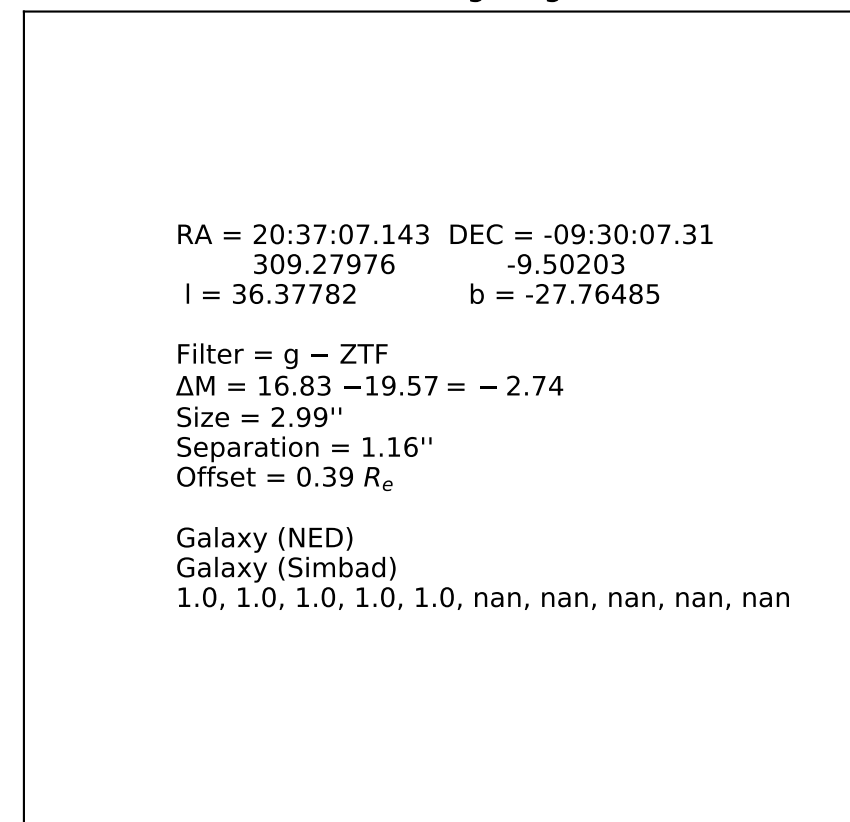 RA = 20:37:07.143 DEC = -09:30:07.31
309.27976 -9.50203
l = 36.37782 b = -27.76485
Filter = g − ZTF
ΔM = 16.83 −19.57 = − 2.74
Size = 2.99''
Separation = 1.16''
Offset = 0.39 Re
Galaxy (NED)
Galaxy (Simbad)
1.0, 1.0, 1.0, 1.0, 1.0, nan, nan, nan, nan, nan